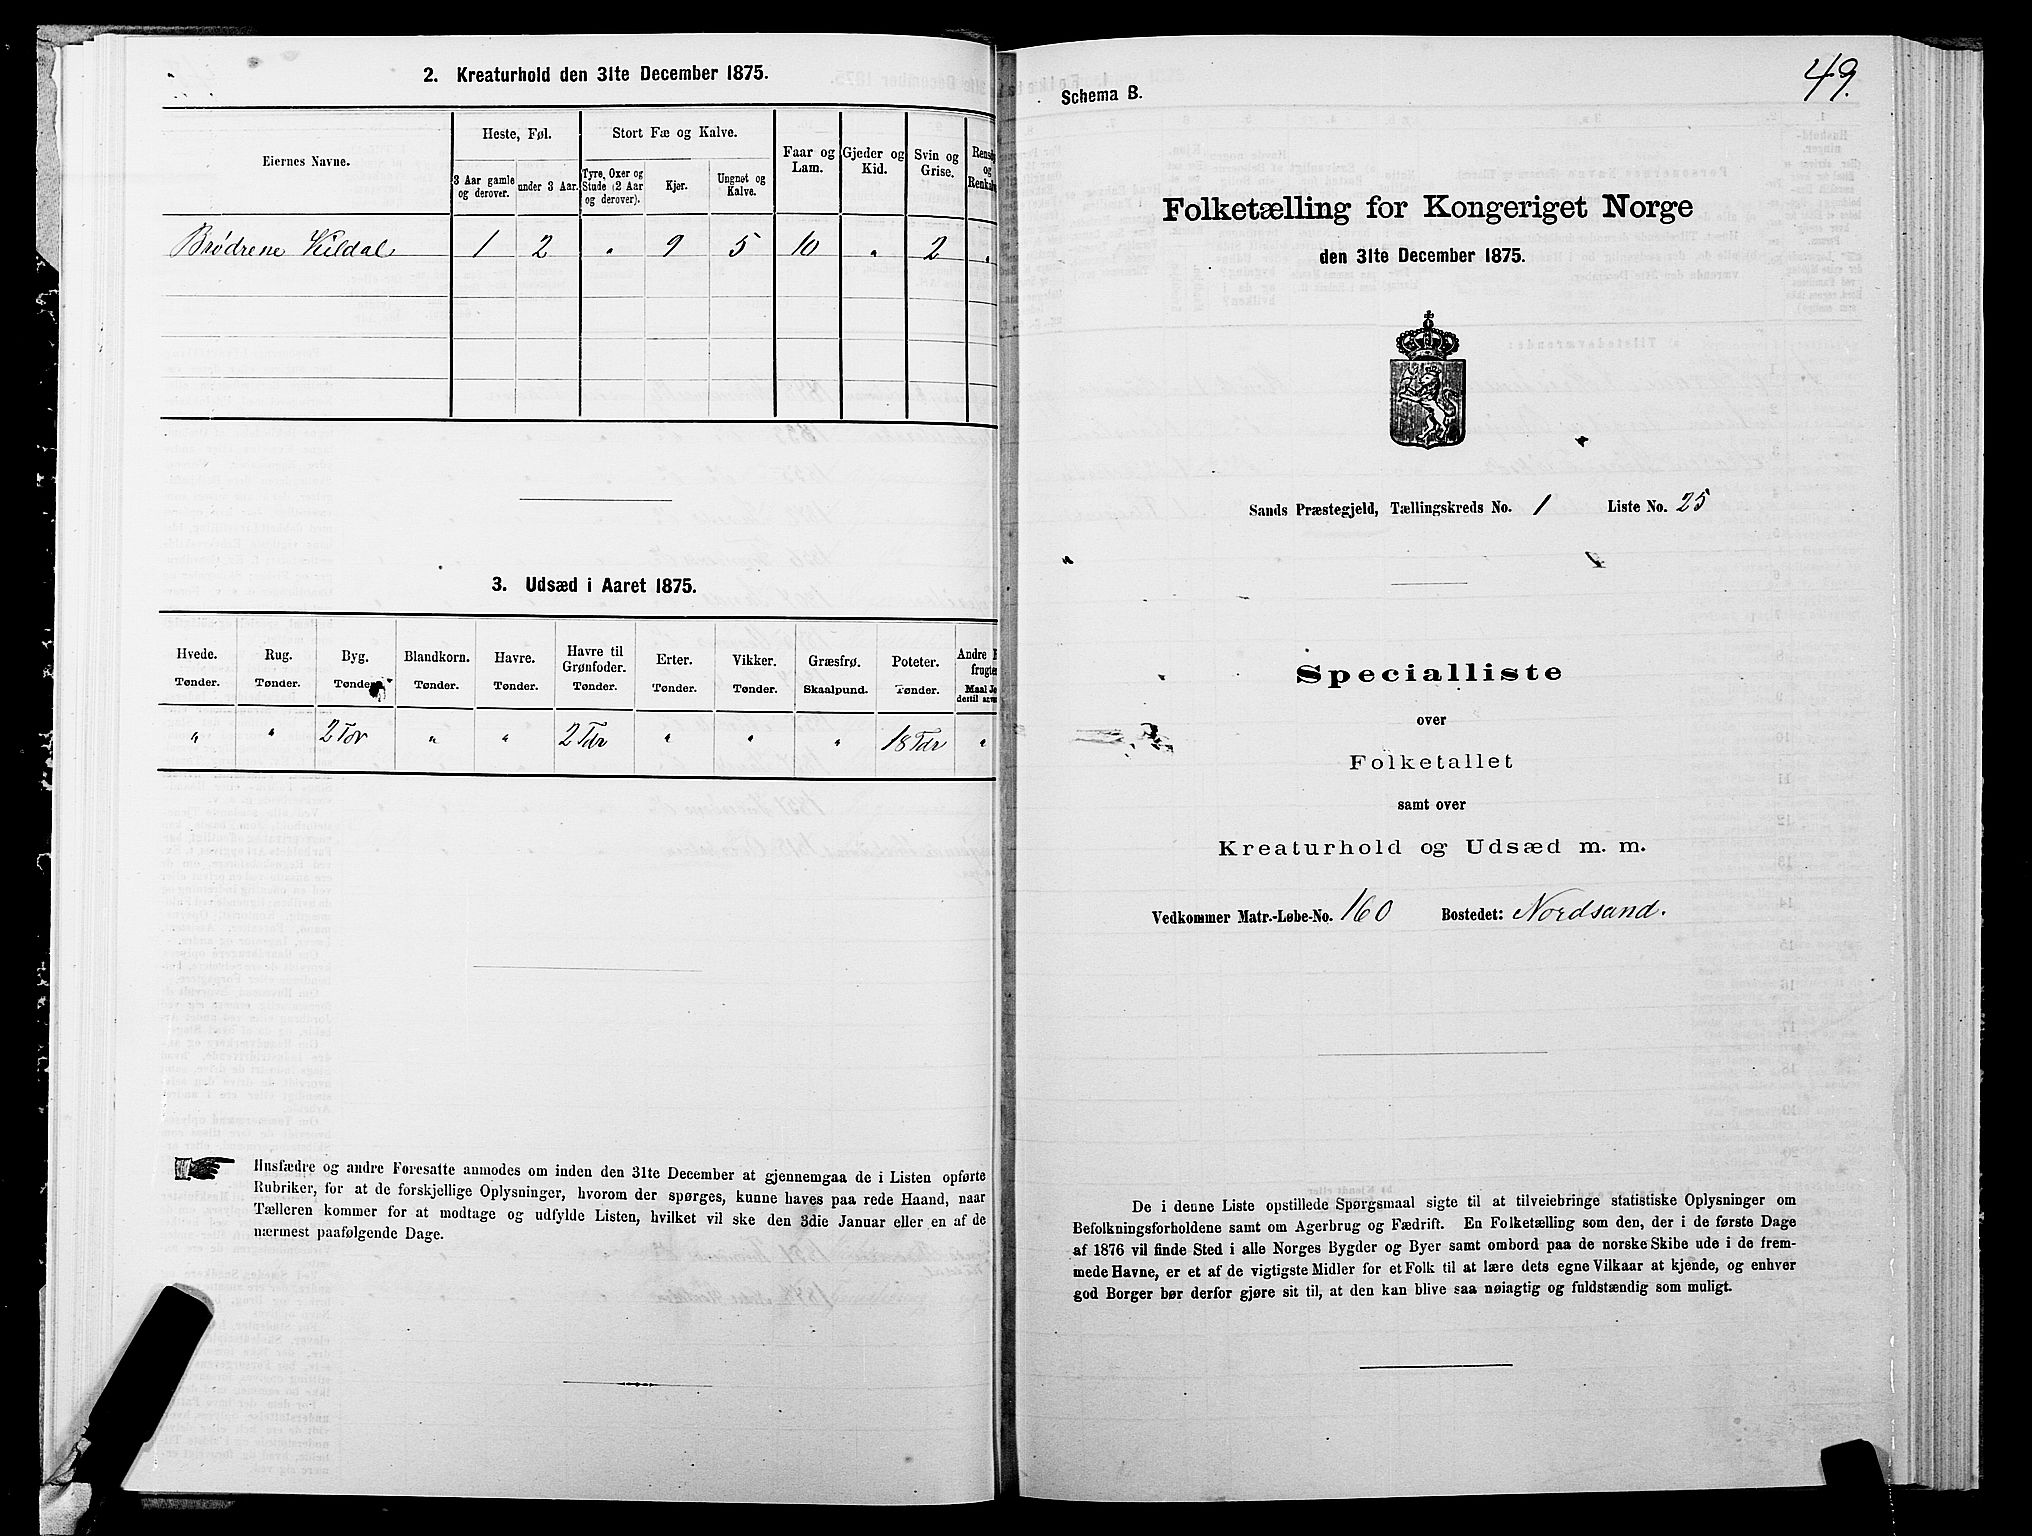 2. Kreaturhold den 31te December 1875.
Eiernes Navne.
Heste, Føl.
Stort Fæ og Kalve.
Faar og Lam.
Gjeder og Kid.
Svin og Grise.
Rensdy
og
Renkal
3 Aar gamle og derover.
under 3 Aar.
Tyre, Oxer og Stude (2 Aar og derover).
Kjør.
Ungnøt og Kalve.
Brødrene Kildal 1 2 " 9 5 10 " 2 "
3. Udsæd i Aaret 1875.
Hvede. Rug. Byg. Blandkorn. Havre. Havre til Grønfoder. Erter. Vikker. Græsfrø. Poteter. Andre
frugter
Tønder. Tønder. Tønder. Tønder. Tønder. Tønder. Tønder. Tønder. Skaalpund. Tønder. Maal
dertil
" " 2 Tdr " " 2 Tdr " " " 18 Tdr "
Husfædre og andre Foresatte anmodes om inden den 31te December at gjennemgaa de i Listen opførte
Rubriker, for at de forskjellige Oplysninger, hvorom der spørges, kunne haves paa rede Haand, naar
Tælleren kommer for at modtage og udfylde Listen, hvilket vil ske den 3die Januar eller en af de
nærmest paafølgende Dage.
49.
Schema B.
Folketælling for Kongeriget Norge
den 31te December 1875.
Sands Præstegjeld, Tællingskreds No. 1 Liste No. 25
Specialliste
over
Folketallet
samt over
Kreaturhold og Udsæd m. m.
Vedkommer Matr.-Løbe-No. 160 Bostedet: Nordsand.
De i denne Liste opstillede Spørgsmaal sigte til at tilveiebringe statistiske Oplysninger om
Befolkningsforholdene samt om Agerbrug og Fædrift. En Folketælling som den, der i de første Dage
af 1876 vil finde Sted i alle Norges Bygder og Byer samt ombord paa de norske Skibe ude i de frem-
mede Havne, er et af de vigtigste Midler for et Folk til at lære dets egne Vilkaar at kjende, og enhver
god Borger bør derfor gjøre sit til, at den kan blive saa nøiagtig og fuldstændig som muligt.